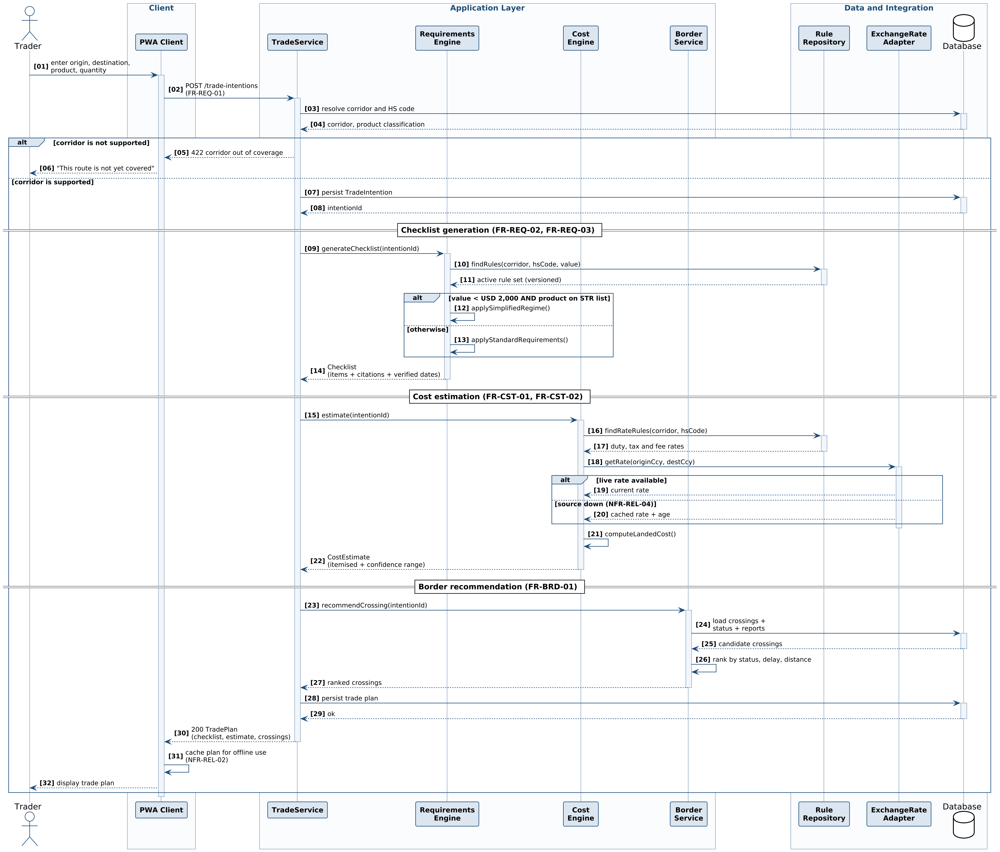 Client
Application Layer
Data and Integration
Trader
PWA Client
TradeService
Requirements
Engine
Cost
Engine
Border
Service
Rule
Repository
ExchangeRate
Adapter
Database
[01] enter origin, destination,
product, quantity
[02] POST /trade-intentions
(FR-REQ-01)
[03] resolve corridor and HS code
[04] corridor, product classification
alt [corridor is not supported]
[05] 422 corridor out of coverage
[06] "This route is not yet covered"
[corridor is supported]
[07] persist TradeIntention
[08] intentionId
Checklist generation (FR-REQ-02, FR-REQ-03)
[09] generateChecklist(intentionId)
[10] findRules(corridor, hsCode, value)
[11] active rule set (versioned)
alt [value < USD 2,000 AND product on STR list]
[12] applySimplifiedRegime()
[otherwise]
[13] applyStandardRequirements()
[14] Checklist
(items + citations + verified dates)
Cost estimation (FR-CST-01, FR-CST-02)
[15] estimate(intentionId)
[16] findRateRules(corridor, hsCode)
[17] duty, tax and fee rates
[18] getRate(originCcy, destCcy)
alt [live rate available]
[19] current rate
[source down (NFR-REL-04)]
[20] cached rate + age
[21] computeLandedCost()
[22] CostEstimate
(itemised + confidence range)
Border recommendation (FR-BRD-01)
[23] recommendCrossing(intentionId)
[24] load crossings +
status + reports
[25] candidate crossings
[26] rank by status, delay, distance
[27] ranked crossings
[28] persist trade plan
[29] ok
[30] 200 TradePlan
(checklist, estimate, crossings)
[31] cache plan for offline use
(NFR-REL-02)
[32] display trade plan
Trader
PWA Client
TradeService
Requirements
Engine
Cost
Engine
Border
Service
Rule
Repository
ExchangeRate
Adapter
Database